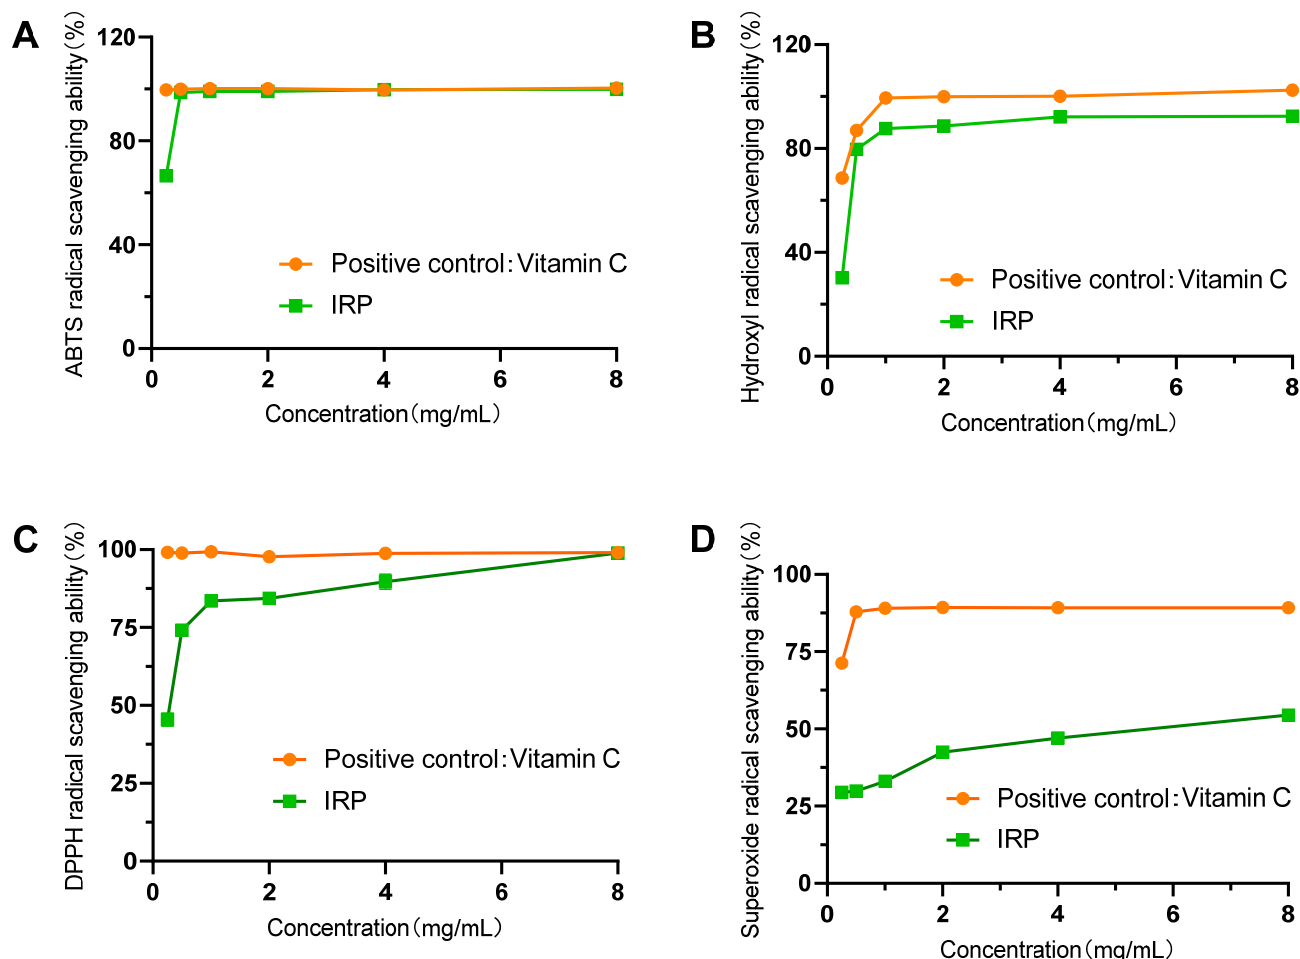 A
ABTS radical scavenging ability(%)
120
80
40
0
0 2 4 6 8
Concentration(mg/mL)
Positive control:Vitamin C
IRP
B
Hydroxyl radical scavenging ability(%)
120
80
40
0
0 2 4 6 8
Concentration(mg/mL)
Positive control:Vitamin C
IRP
C
DPPH radical scavenging ability(%)
100
75
50
25
0
0 2 4 6 8
Concentration(mg/mL)
Positive control:Vitamin C
IRP
D
Superoxide radical scavenging ability(%)
100
75
50
25
0
0 2 4 6 8
Concentration(mg/mL)
Positive control:Vitamin C
IRP